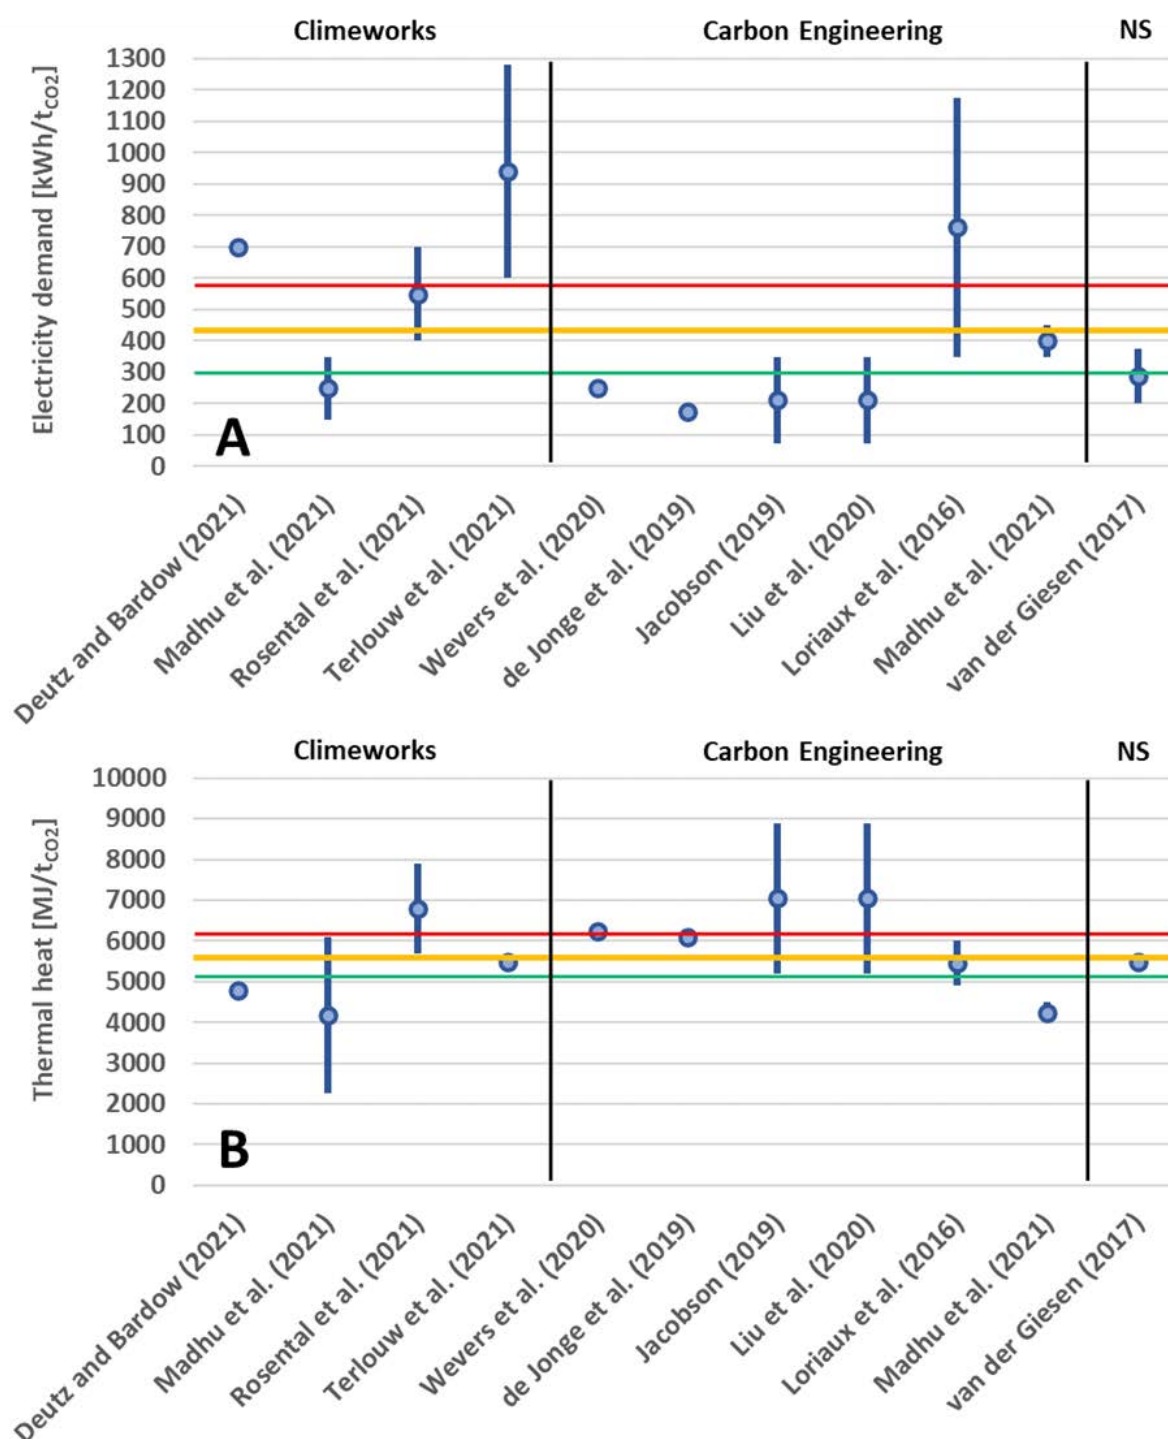 Climeworks Carbon Engineering NS
Electricity demand [kWh/tCO2]
1300
1200
1100
1000
900
800
700
600
500
400
300
200
100
0
A
Deutz and Bardow (2021)
Madhu et al. (2021)
Rosental et al. (2021)
Terlouw et al. (2021)
Wevers et al. (2020)
de Jonge et al. (2019)
Jacobson (2019)
Liu et al. (2020)
Loriaux et al. (2016)
Madhu et al. (2021)
van der Giesen (2017)
Climeworks Carbon Engineering NS
Thermal heat [MJ/tCO2]
10000
9000
8000
7000
6000
5000
4000
3000
2000
1000
0
B
Deutz and Bardow (2021)
Madhu et al. (2021)
Rosental et al. (2021)
Terlouw et al. (2021)
Wevers et al. (2020)
de Jonge et al. (2019)
Jacobson (2019)
Liu et al. (2020)
Loriaux et al. (2016)
Madhu et al. (2021)
van der Giesen (2017)